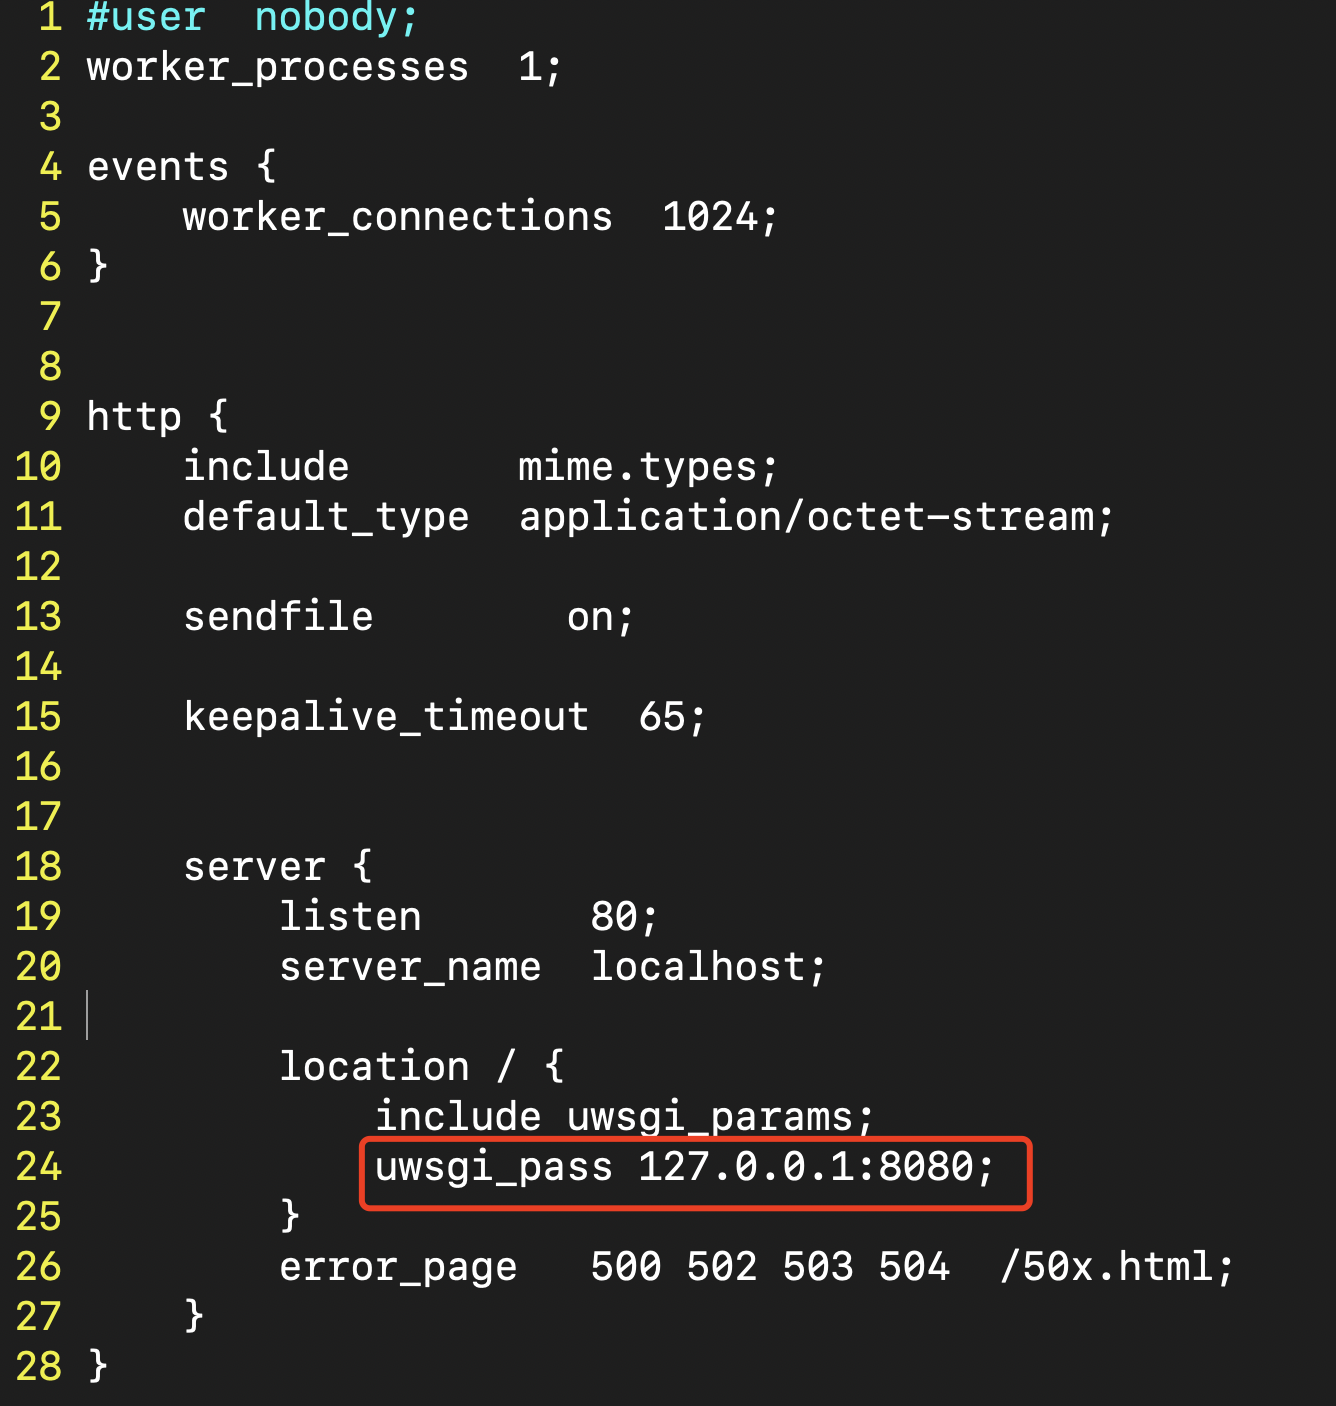 1 #user  nobody;
2 worker_processes  1;
3
4 events {
5     worker_connections  1024;
6 }
7
8
9 http {
10     include       mime.types;
11     default_type  application/octet-stream;
12
13     sendfile        on;
14
15     keepalive_timeout  65;
16
17
18     server {
19         listen       80;
20         server_name  localhost;
21
22         location / {
23             include uwsgi_params;
24             uwsgi_pass 127.0.0.1:8080;
25         }
26         error_page   500 502 503 504  /50x.html;
27     }
28 }